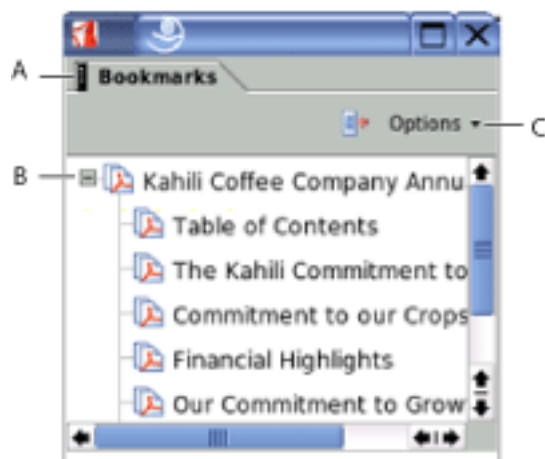 A
Bookmarks
Options
C
B
Kahili Coffee Company Annu
Table of Contents
The Kahili Commitment to
Commitment to our Crops
Financial Highlights
Our Commitment to Grow